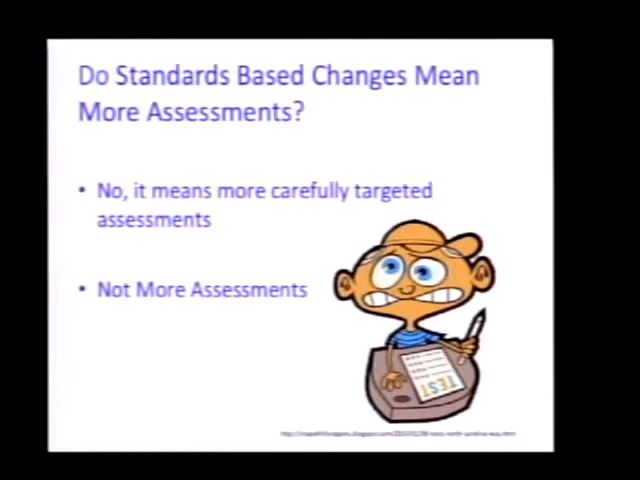 Do Standards Based Changes Mean
More Assessments?
• No, it means more carefully targeted
assessments
• Not More Assessments
TEST